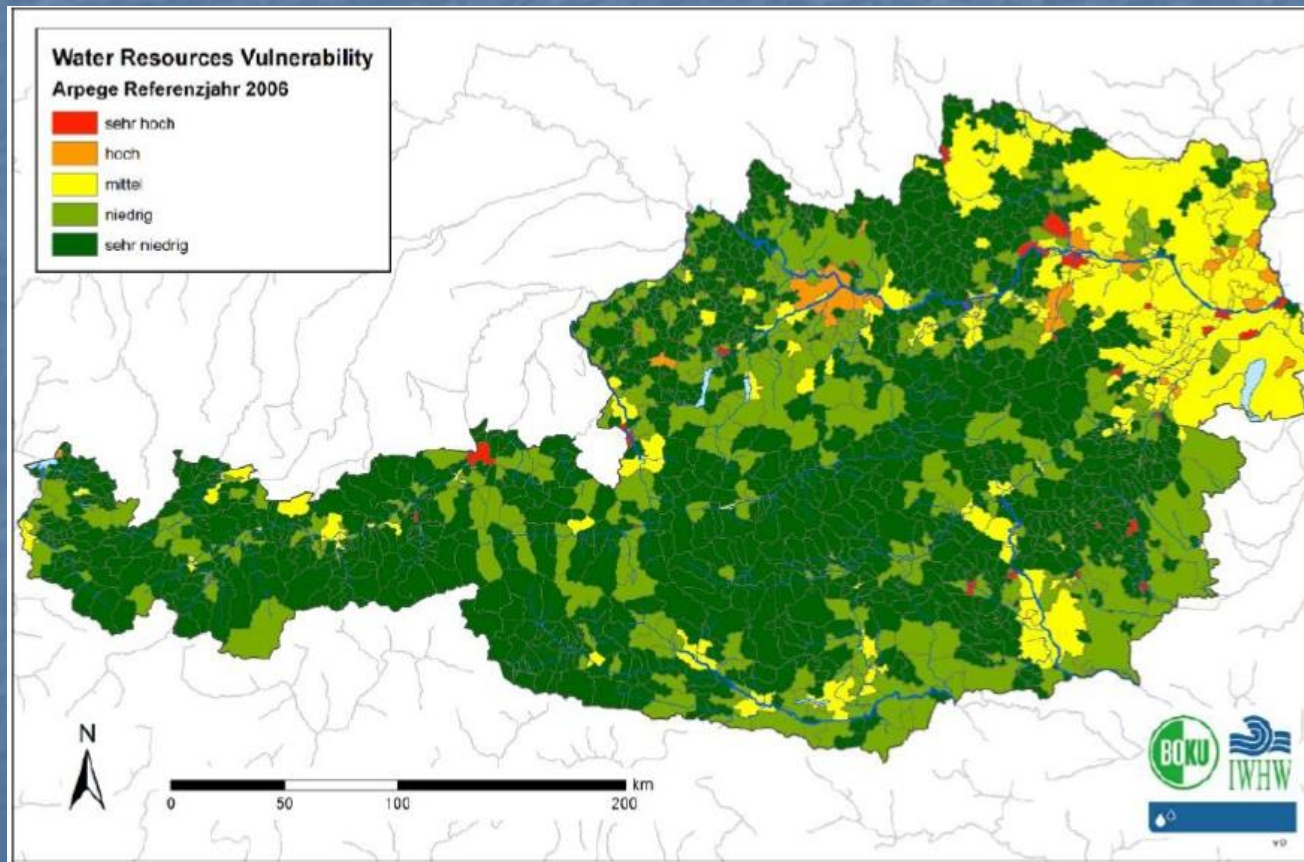 Water Resources Vulnerability
Arpege Referenzjahr 2006
sehr hoch
hoch
mittel
niedrig
sehr niedrig
N
km
0 50 100 200
BOKU
IWHW